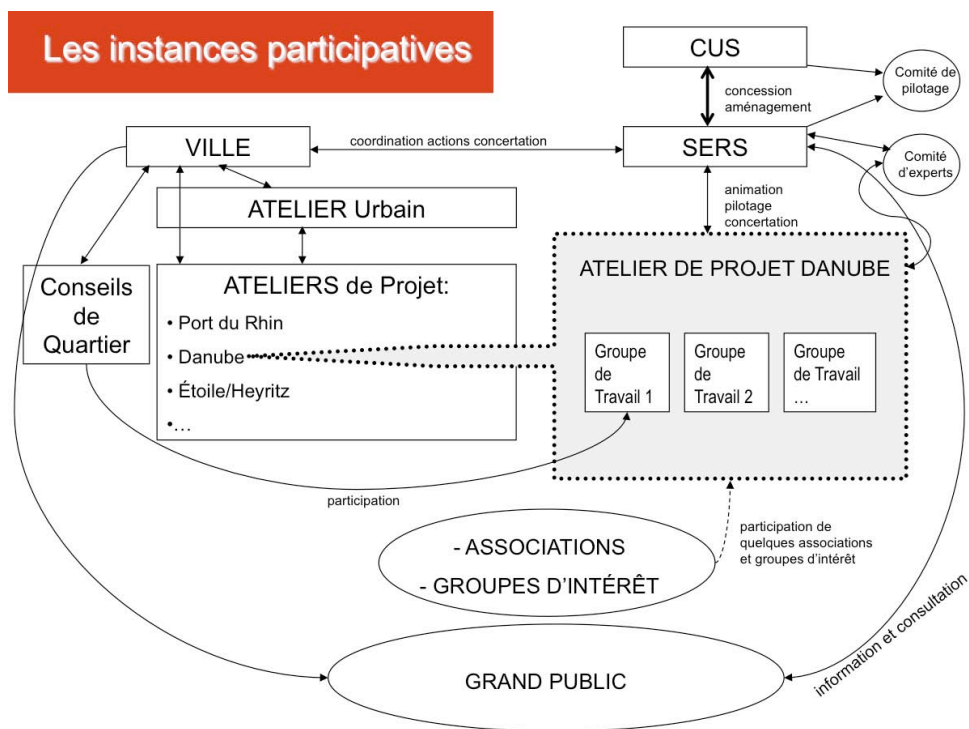 Les instances participatives
CUS
Comité de
pilotage
concession
aménagement
VILLE
coordination actions concertation
SERS
Comité
d'experts
animation
pilotage
concertation
ATELIER Urbain
Conseils
de
Quartier
ATELIERS de Projet:
• Port du Rhin
• Danube
• Étoile/Heyritz
•…
ATELIER DE PROJET DANUBE
Groupe
de
Travail 1
Groupe
de
Travail 2
Groupe
de Travail
…
participation
participation de
quelques associations
et groupes d'intérêt
- ASSOCIATIONS
- GROUPES D'INTÉRÊT
information et consultation
GRAND PUBLIC